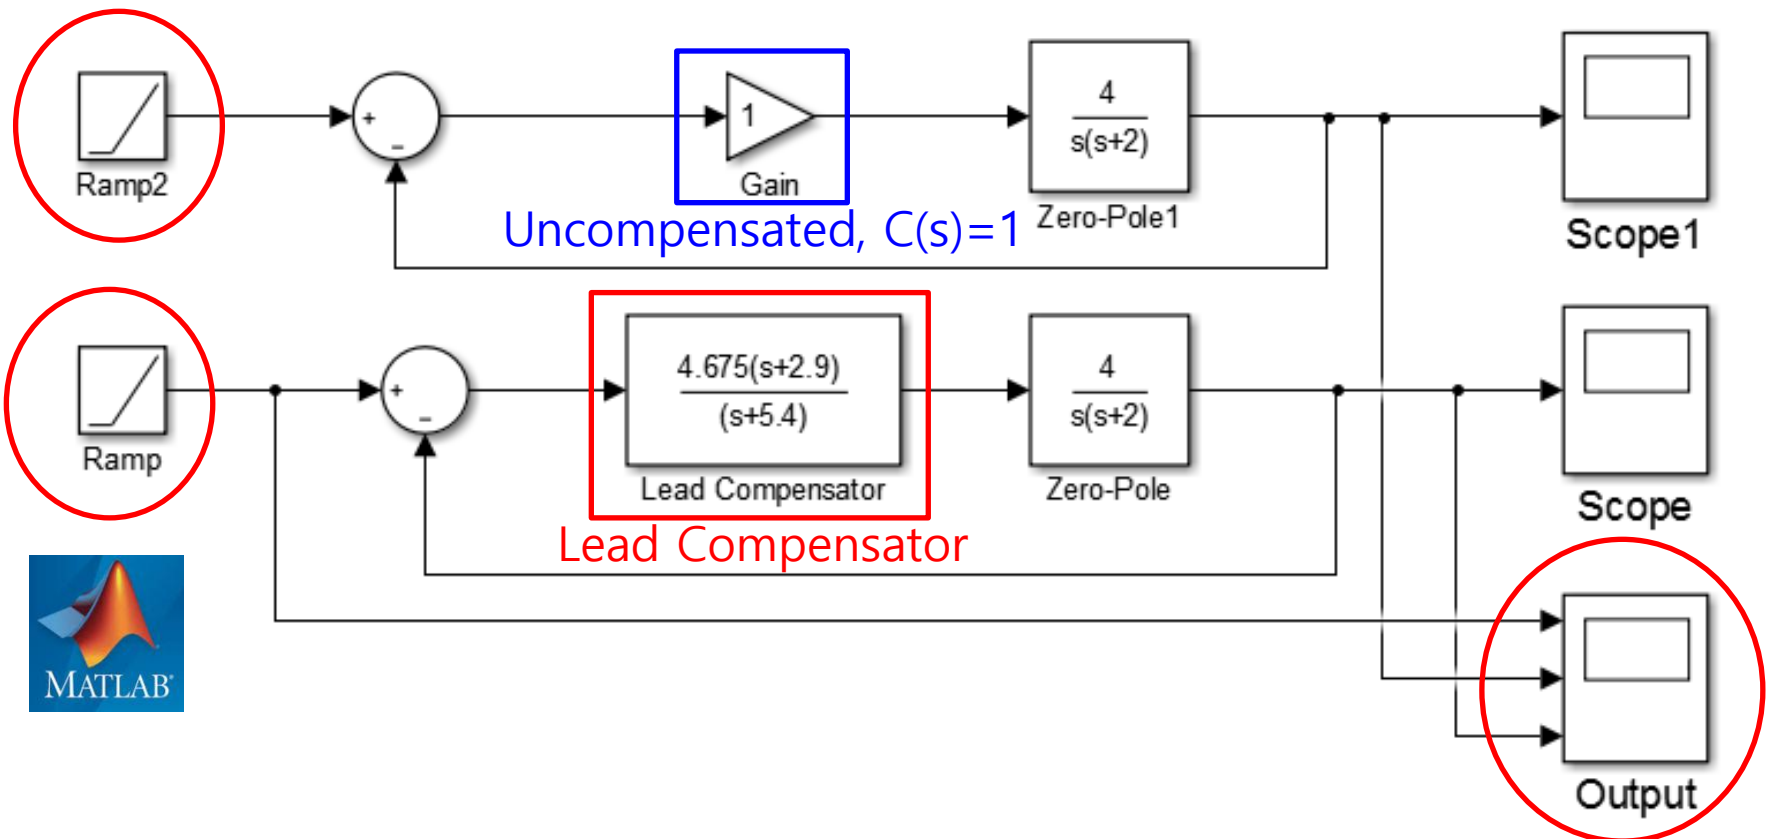 +
−
1
4
s(s+2)
Ramp2
Gain
Zero-Pole1
Scope1
Uncompensated, C(s)=1
+
−
4.675(s+2.9)
(s+5.4)
4
s(s+2)
Ramp
Lead Compensator
Zero-Pole
Scope
Lead Compensator
MATLAB
Output